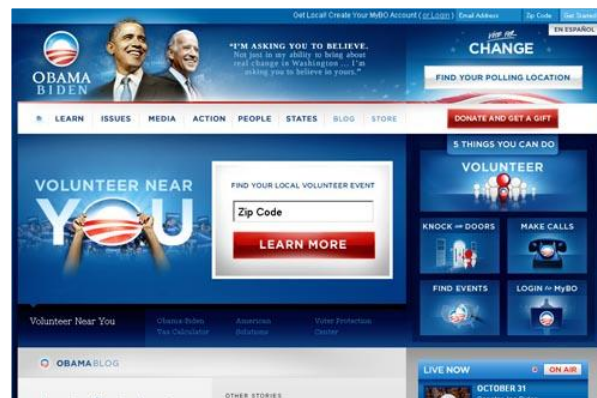 Get Local! Create Your MyBO Account ( or Login ) Email Address Zip Code Get Started
EN ESPAÑOL
OBAMA
BIDEN
"I'M ASKING YOU TO BELIEVE.
Not just in my ability to bring about
real change in Washington ... I'm
asking you to believe in yours."
VOTE FOR
CHANGE
FIND YOUR POLLING LOCATION
LEARN ISSUES MEDIA ACTION PEOPLE STATES BLOG STORE
DONATE AND GET A GIFT
VOLUNTEER NEAR
YOU
FIND YOUR LOCAL VOLUNTEER EVENT
Zip Code
LEARN MORE
5 THINGS YOU CAN DO
VOLUNTEER
KNOCK ON DOORS
MAKE CALLS
FIND EVENTS
LOGIN to MyBO
Volunteer Near You
Obama-Biden
Tax Calculator
American
Solutions
Voter Protection
Center
OBAMABLOG
OTHER STORIES
LIVE NOW
ON AIR
OCTOBER 31